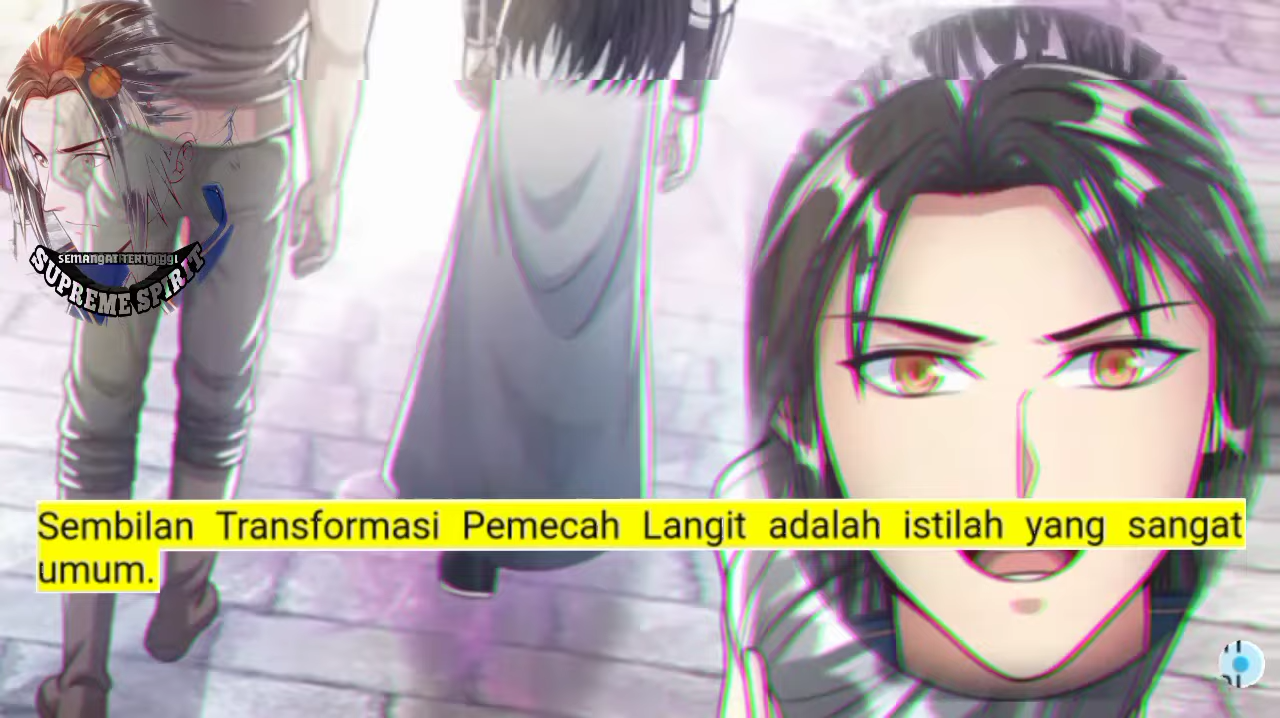 SEMANGAT TERTINGGI
SUPREME SPIRIT
Sembilan Transformasi Pemecah Langit adalah istilah yang sangat
umum.